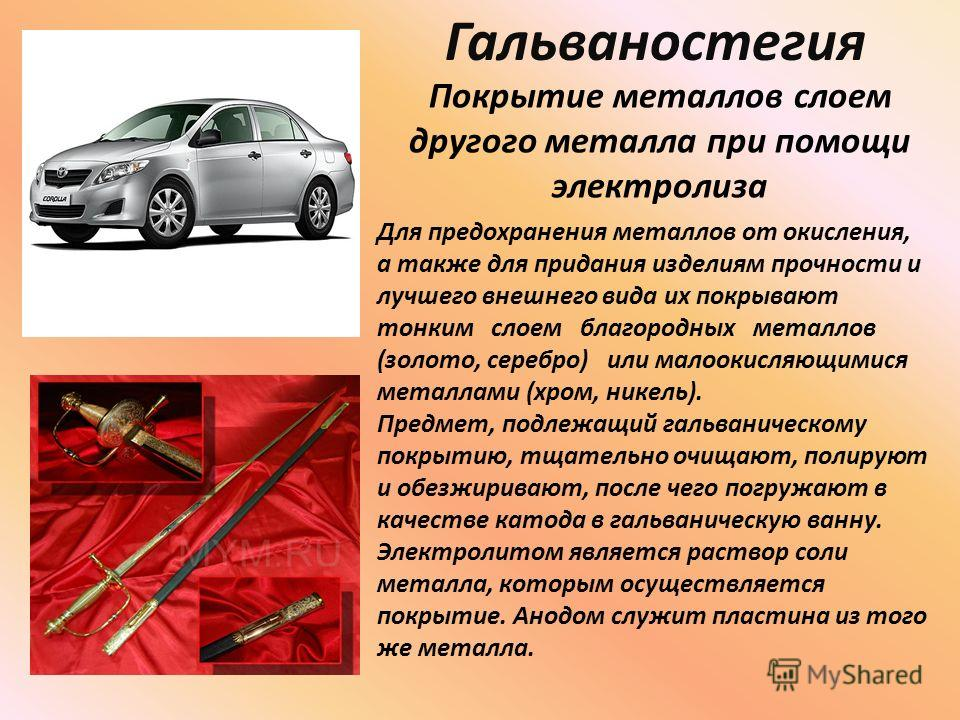 Гальваностегия
Покрытие металлов слоем
другого металла при помощи
электролиза
Для предохранения металлов от окисления,
а также для придания изделиям прочности и
лучшего внешнего вида их покрывают
тонким слоем благородных металлов
(золото, серебро) или малоокисляющимися
металлами (хром, никель).
Предмет, подлежащий гальваническому
покрытию, тщательно очищают, полируют
и обезжиривают, после чего погружают в
качестве катода в гальваническую ванну.
Электролитом является раствор соли
металла, которым осуществляется
покрытие. Анодом служит пластина из того
же металла.
COROLLA
MYM.RU
MyShared